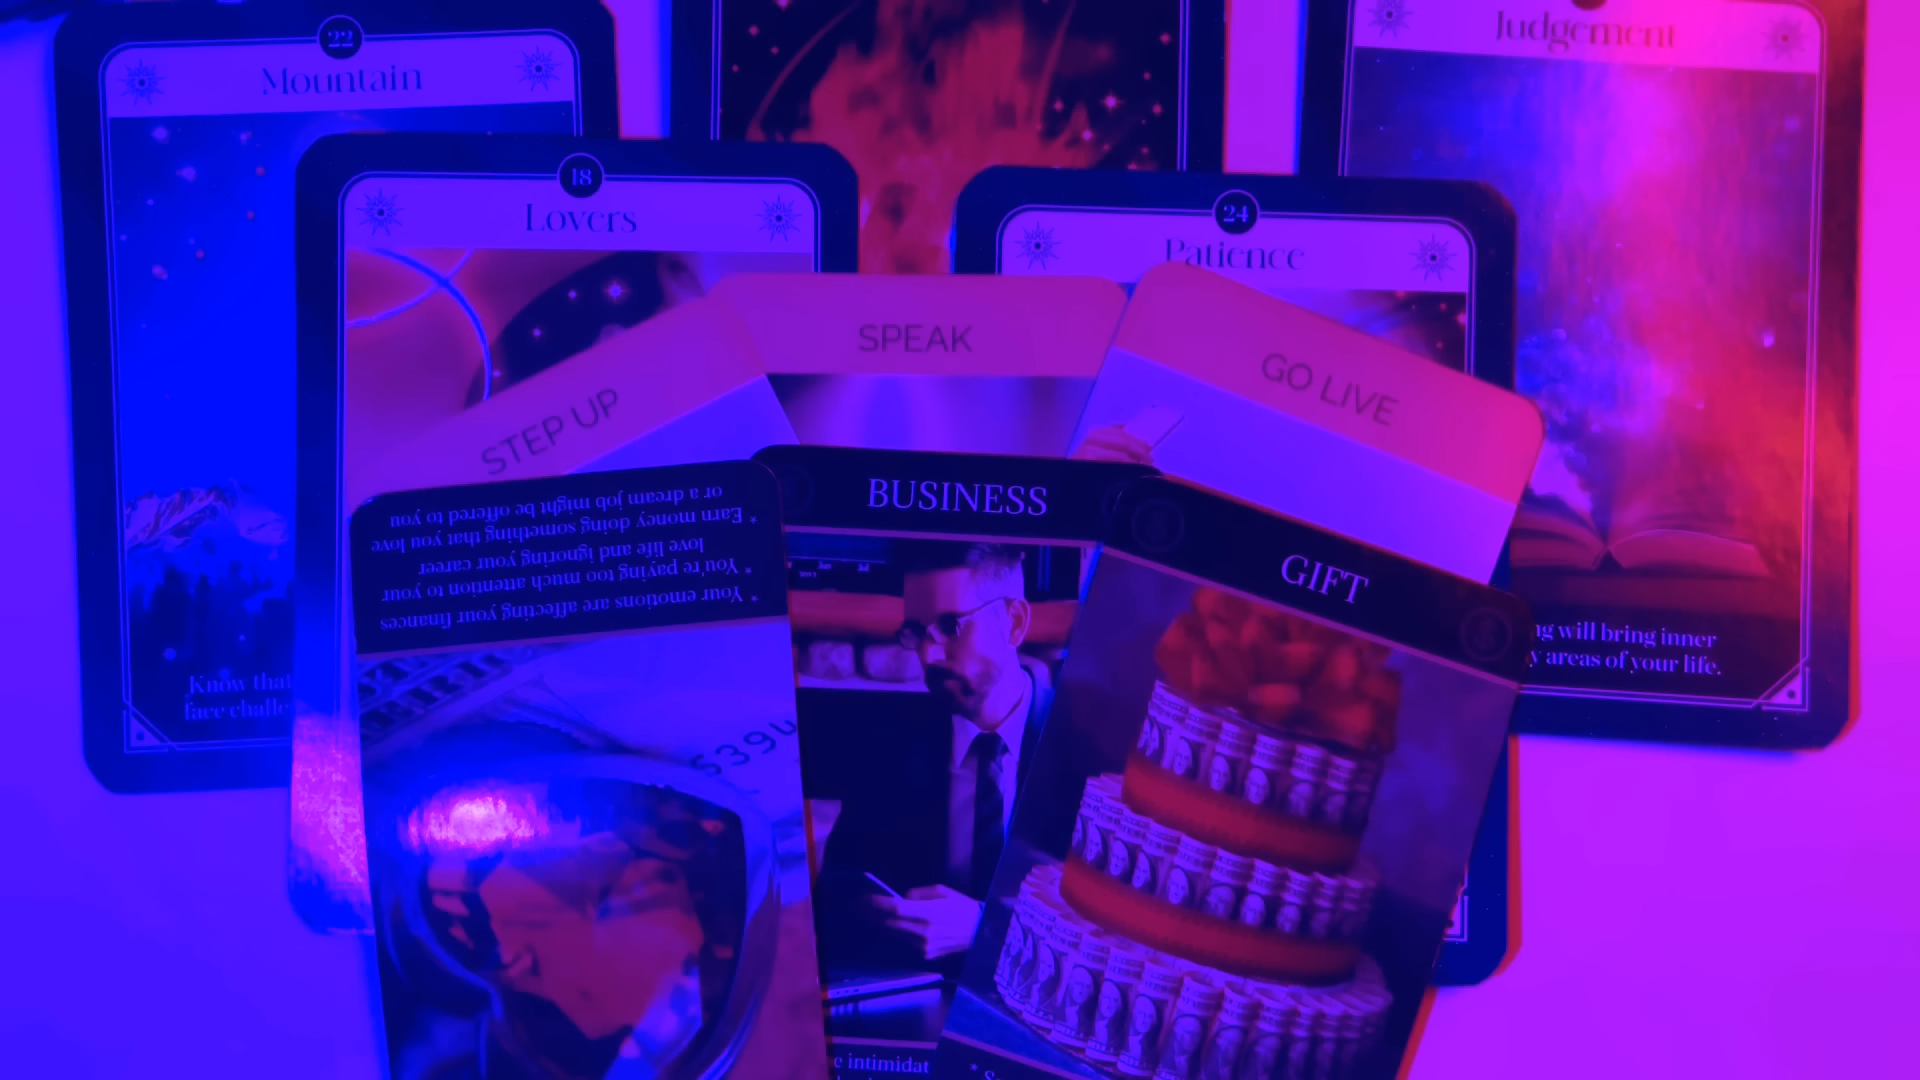 22
Mountain
Judgement
18
Lovers
24
Patience
SPEAK
GO LIVE
STEP UP
BUSINESS
GIFT
* Your emotions are affecting your finances
* You're paying too much attention to your
love life and ignoring your career
* Earn money doing something that you love
or a dream job might be offered to you
ng will bring inner
y areas of your life.
Know that
face challe
5394
e intimidat
*